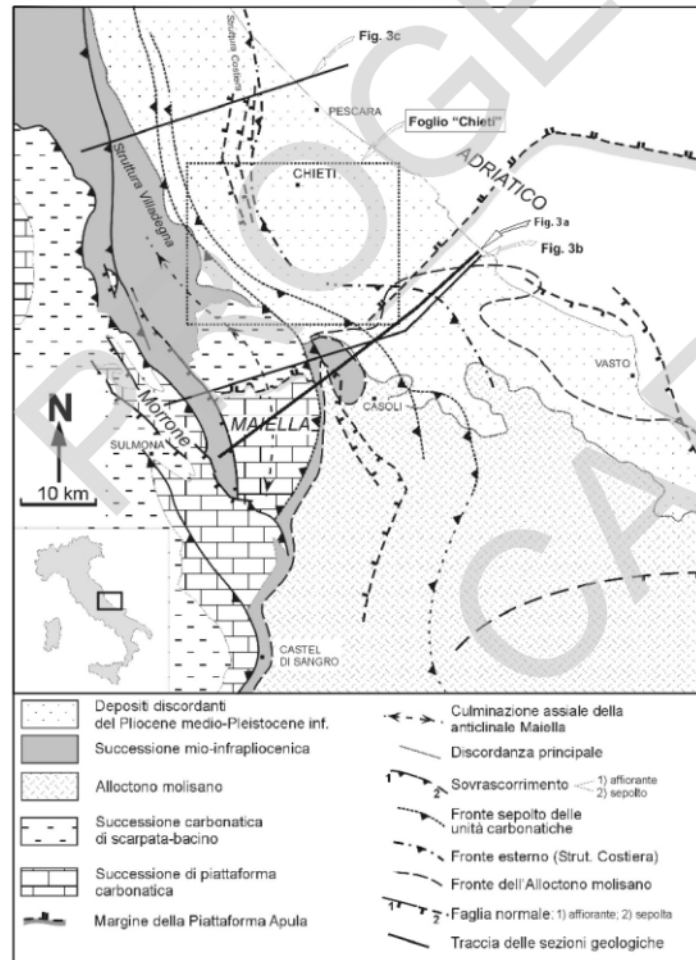 Struttura Costiera
Fig. 3c
PESCARA
Foglio "Chieti"
ADRIATICO
CHIETI
Struttura Villadegna
Fig. 3a
Fig. 3b
VASTO
CASOLI
MAIELLA
Morrone
N
SULMONA
10 km
CASTEL
DI SANGRO
Depositi discordanti
del Pliocene medio-Pleistocene inf.
Successione mio-infrapliocenica
Alloctono molisano
Successione carbonatica
di scarpata-bacino
Successione di piattaforma
carbonatica
Margine della Piattaforma Apula
Culminazione assiale della
anticlinale Maiella
Discordanza principale
1 2 Sovrascorrimento 1) affiorante
2) sepolto
Fronte sepolto delle
unità carbonatiche
Fronte esterno (Strut. Costiera)
Fronte dell'Alloctono molisano
1 2 Faglia normale: 1) affiorante; 2) sepolta
Traccia delle sezioni geologiche